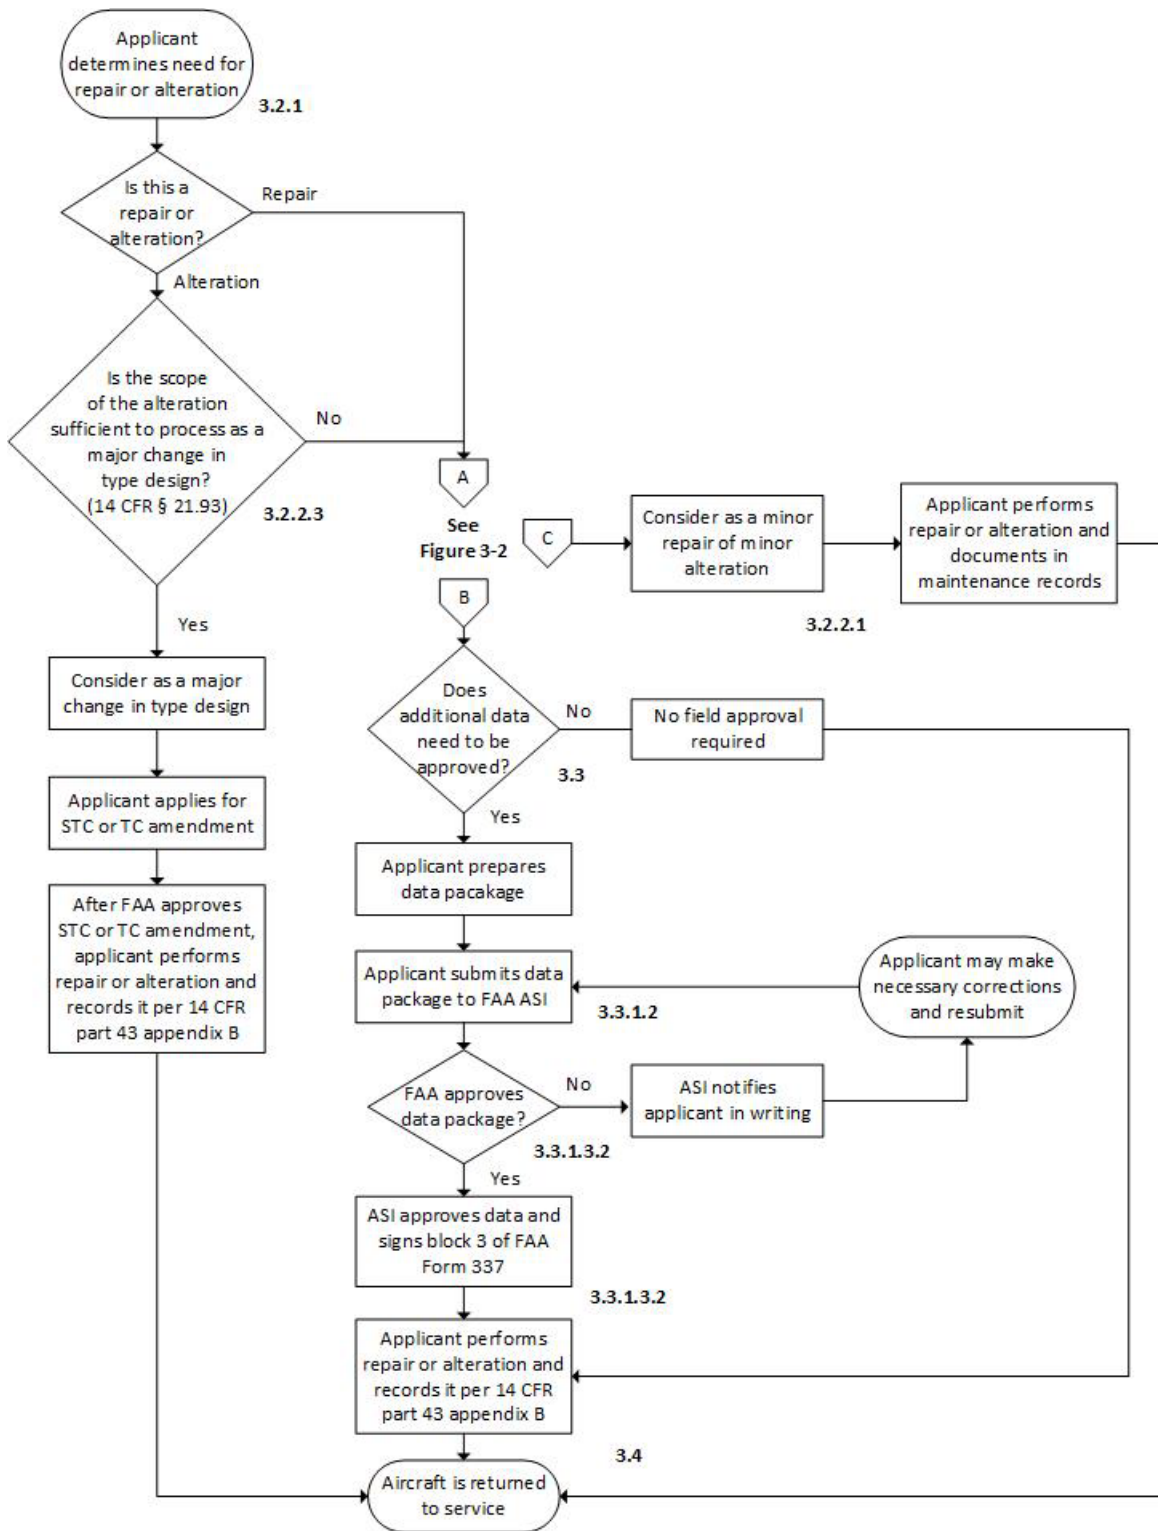 Applicant
determines need for
repair or alteration
3.2.1
Is this a
repair or
alteration?
Repair
Alteration
Is the scope
of the alteration
sufficient to process as a
major change in
type design?
(14 CFR § 21.93)
No
3.2.2.3
Yes
Consider as a major
change in type design
Applicant applies for
STC or TC amendment
After FAA approves
STC or TC amendment,
applicant performs
repair or alteration and
records it per 14 CFR
part 43 appendix B
A
See
Figure 3-2
C
Consider as a minor
repair of minor
alteration
Applicant performs
repair or alteration and
documents in
maintenance records
3.2.2.1
B
Does
additional data
need to be
approved?
No
No field approval
required
3.3
Yes
Applicant prepares
data pacakage
Applicant submits data
package to FAA ASI
3.3.1.2
Applicant may make
necessary corrections
and resubmit
FAA approves
data package?
No
ASI notifies
applicant in writing
3.3.1.3.2
Yes
ASI approves data and
signs block 3 of FAA
Form 337
3.3.1.3.2
Applicant performs
repair or alteration and
records it per 14 CFR
part 43 appendix B
3.4
Aircraft is returned
to service